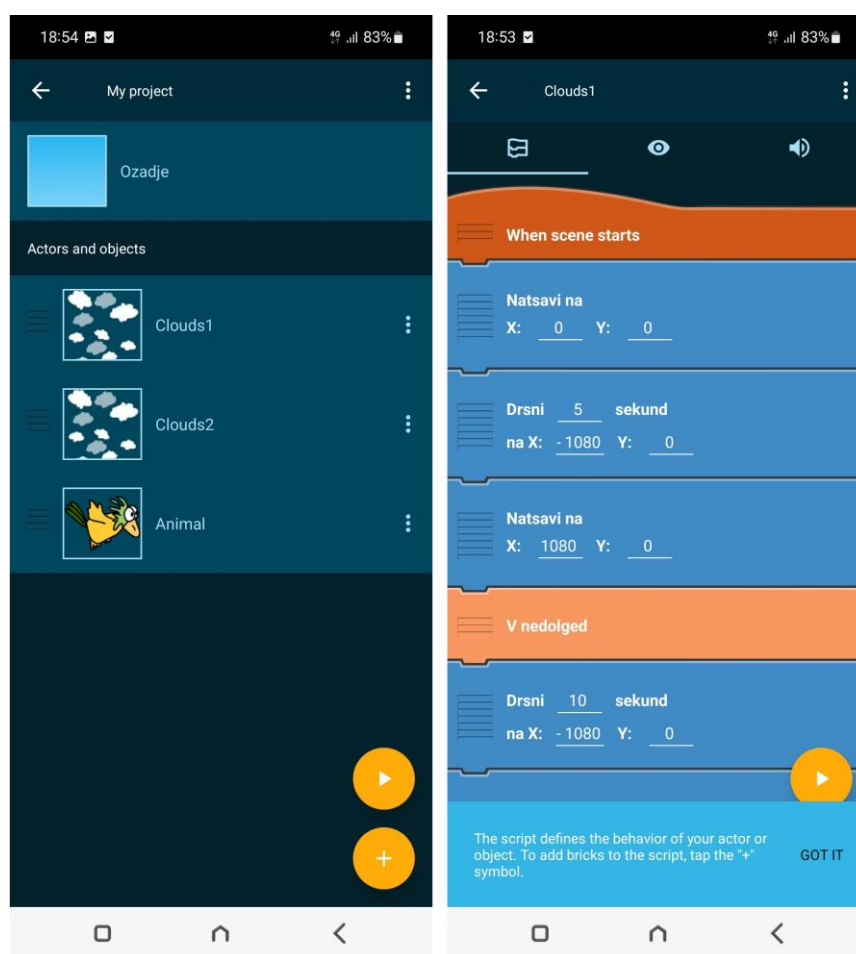 18:54 4G 83%
My project
Ozadje
Actors and objects
Clouds1
Clouds2
Animal
18:53 4G 83%
Clouds1
When scene starts
Natsavi na
X: 0 Y: 0
Drsni 5 sekund
na X: - 1080 Y: 0
Natsavi na
X: 1080 Y: 0
V nedolged
Drsni 10 sekund
na X: - 1080 Y: 0
The script defines the behavior of your actor or
object. To add bricks to the script, tap the "+"
symbol.
GOT IT